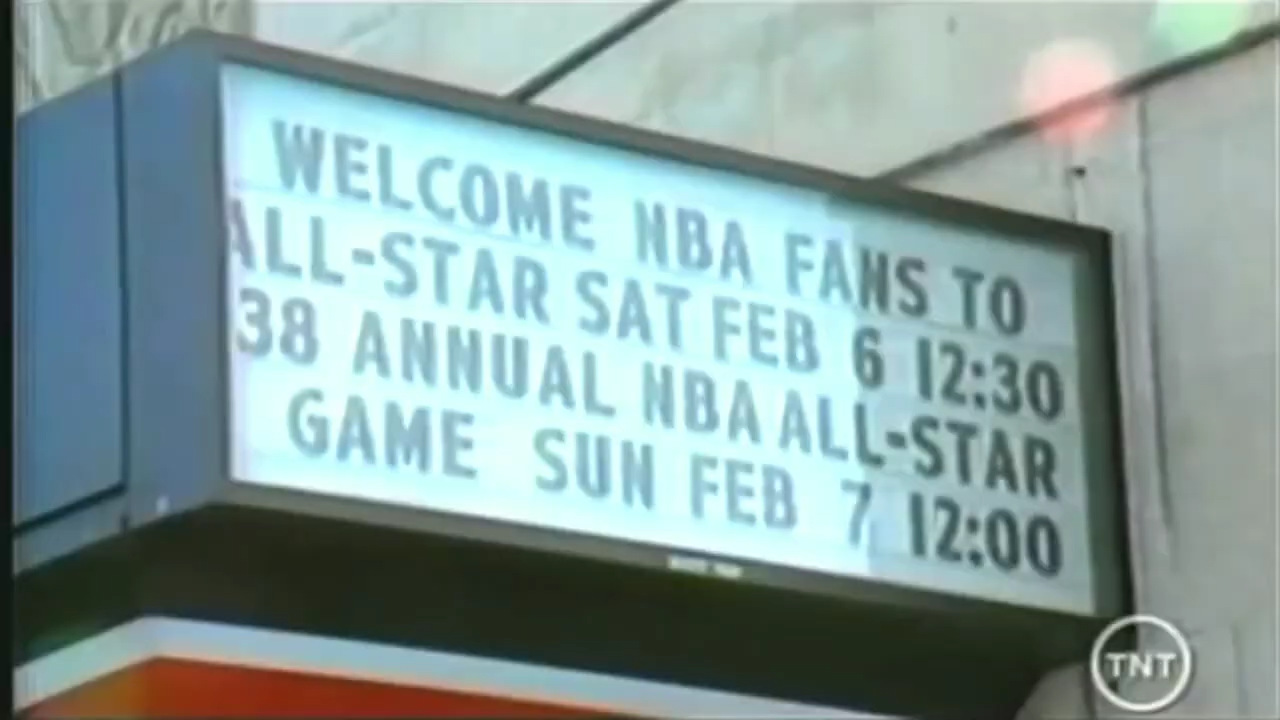 WELCOME NBA FANS TO
ALL-STAR SAT FEB 6 12:30
38 ANNUAL NBA ALL-STAR
GAME SUN FEB 7 12:00
TNT